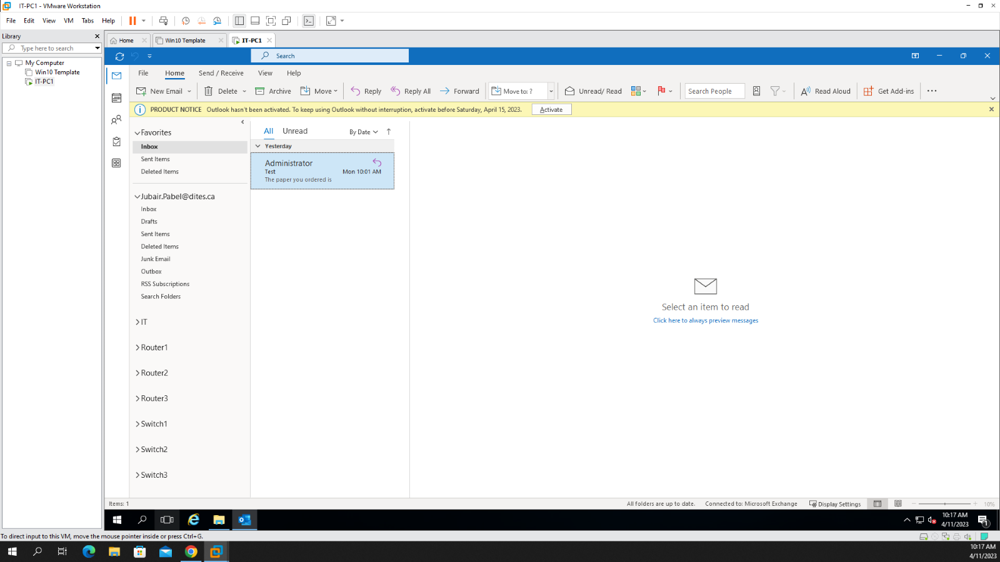 IT-PC1 - VMware Workstation
File Edit View VM Tabs Help
Library
Type here to search
My Computer
Win10 Template
IT-PC1
Home
Win10 Template
IT-PC1
Search
File Home Send / Receive View Help
New Email Delete Archive Move Reply Reply All Forward Move to: ? Unread/ Read Search People Read Aloud Get Add-ins
PRODUCT NOTICE Outlook hasn't been activated. To keep using Outlook without interruption, activate before Saturday, April 15, 2023. Activate
Favorites
Inbox
Sent Items
Deleted Items
Jubair.Pabel@dites.ca
Inbox
Drafts
Sent Items
Deleted Items
Junk Email
Outbox
RSS Subscriptions
Search Folders
IT
Router1
Router2
Router3
Switch1
Switch2
Switch3
All Unread By Date
Yesterday
Administrator
Test Mon 10:01 AM
The paper you ordered is
Select an item to read
Click here to always preview messages
Items: 1 All folders are up to date. Connected to: Microsoft Exchange Display Settings 10%
10:17 AM
4/11/2023
1
To direct input to this VM, move the mouse pointer inside or press Ctrl+G.
10:17 AM
4/11/2023